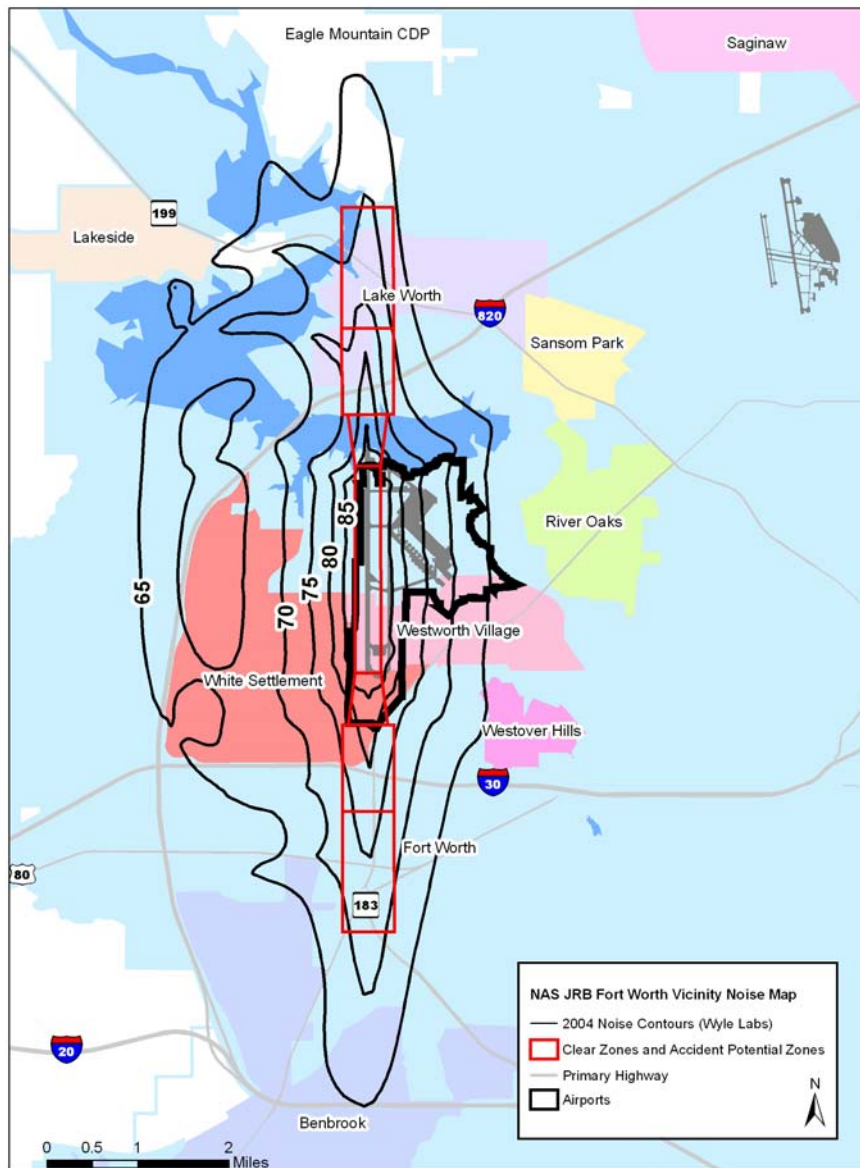 Eagle Mountain CDP
Saginaw
199
Lakeside
Lake Worth
820
Sansom Park
River Oaks
85
80
75
70
65
Westworth Village
White Settlement
Westover Hills
30
Fort Worth
80
183
20
Benbrook
NAS JRB Fort Worth Vicinity Noise Map
2004 Noise Contours (Wyle Labs)
Clear Zones and Accident Potential Zones
Primary Highway
Airports
N
0 0.5 1 2
Miles